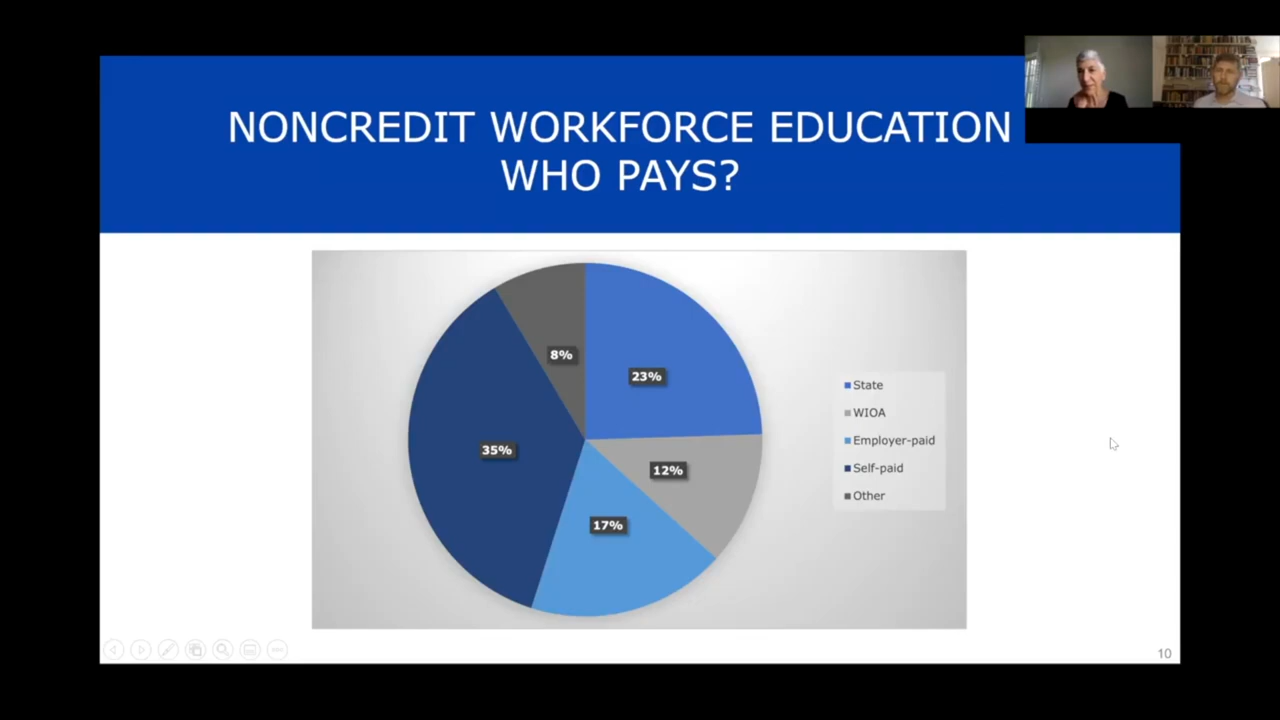 NONCREDIT WORKFORCE EDUCATION
WHO PAYS?
8%
23%
35%
12%
17%
State
WIOA
Employer-paid
Self-paid
Other
10